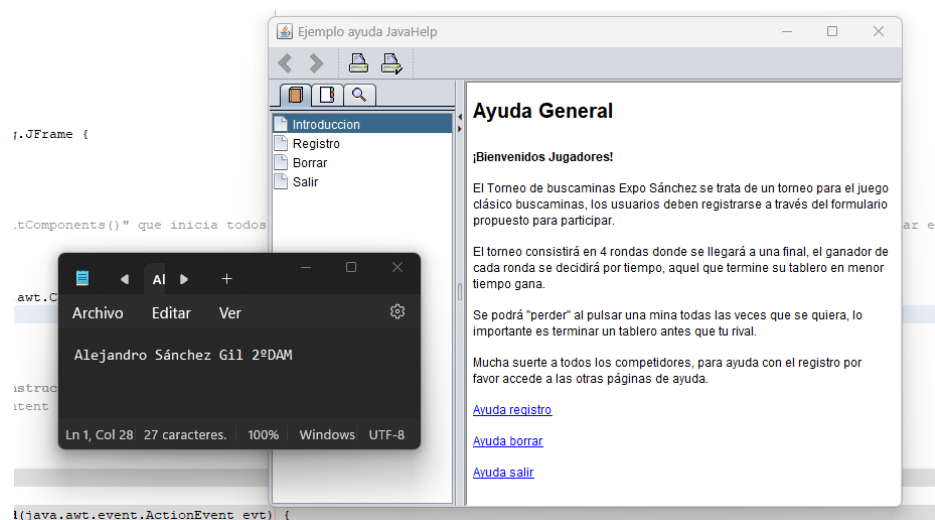 Ejemplo ayuda JavaHelp
Introduccion
Registro
Borrar
Salir
Ayuda General
¡Bienvenidos Jugadores!
El Torneo de buscaminas Expo Sánchez se trata de un torneo para el juego
clásico buscaminas, los usuarios deben registrarse a través del formulario
propuesto para participar.
El torneo consistirá en 4 rondas donde se llegará a una final, el ganador de
cada ronda se decidirá por tiempo, aquel que termine su tablero en menor
tiempo gana.
Se podrá "perder" al pulsar una mina todas las veces que se quiera, lo
importante es terminar un tablero antes que tu rival.
Mucha suerte a todos los competidores, para ayuda con el registro por
favor accede a las otras páginas de ayuda.
Ayuda registro
Ayuda borrar
Ayuda salir
g.JFrame {
tComponents()" que inicia todos
ar e
awt.C
Al
Archivo Editar Ver
Alejandro Sánchez Gil 2ºDAM
Ln 1, Col 28 27 caracteres. 100% Windows UTF-8
nstruc
ntent
d(java.awt.event.ActionEvent evt) {